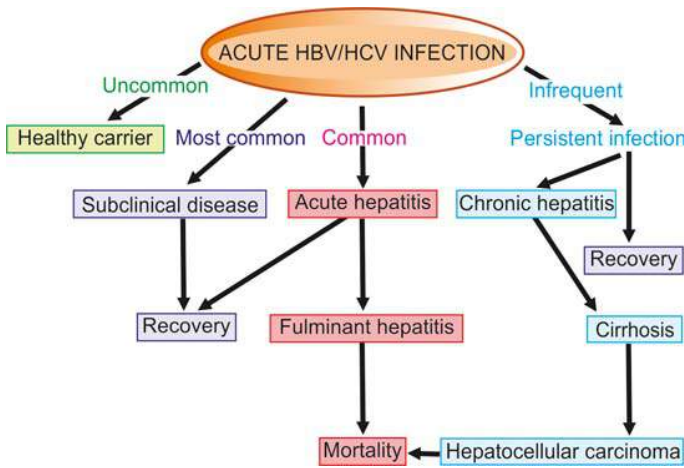 ACUTE HBV/HCV INFECTION
Uncommon
Infrequent
Healthy carrier
Most common
Common
Persistent infection
Subclinical disease
Acute hepatitis
Chronic hepatitis
Recovery
Recovery
Fulminant hepatitis
Cirrhosis
Mortality
Hepatocellular carcinoma